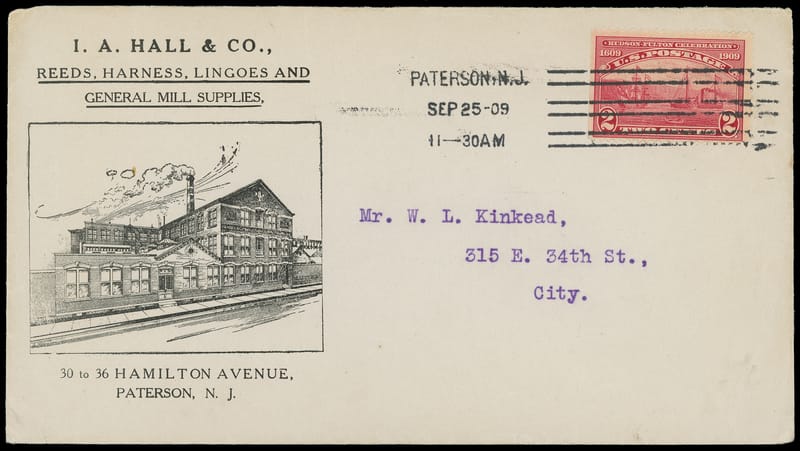 I. A. HALL & CO.,
REEDS, HARNESS, LINGOES AND
GENERAL MILL SUPPLIES,
30 to 36 HAMILTON AVENUE,
PATERSON, N. J.
PATERSON, N.J.
SEP 25-09
11-30AM
HUDSON-FULTON CELEBRATION
1609 1909
U.S. POSTAGE
2 TWO CENTS 2
Mr. W. L. Kinkead,
315 E. 34th St.,
City.